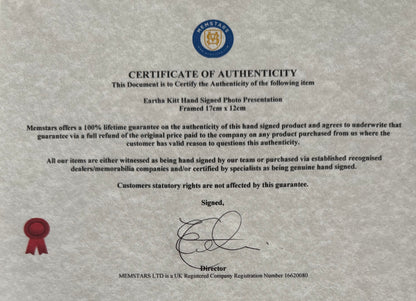 MEMSTARS
CERTIFICATE OF AUTHENTICITY
This Document is to Certify the Authenticity of the following item
Eartha Kitt Hand Signed Photo Presentation
Framed 17cm x 12cm
Memstars offers a 100% lifetime guarantee on the authenticity of this hand signed product and agrees to underwrite that
guarantee via a full refund of the original price paid to the company on any product purchased from us where the
customer has valid reason to questions this authenticity.
All our items are either witnessed as being hand signed by our team or purchased via established recognised
dealers/memorabilia companies and/or certified by specialists as being genuine hand signed.
Customers statutory rights are not affected by this guarantee.
Signed,
Director
MEMSTARS LTD is a UK Registered Company Registration Number 16620080